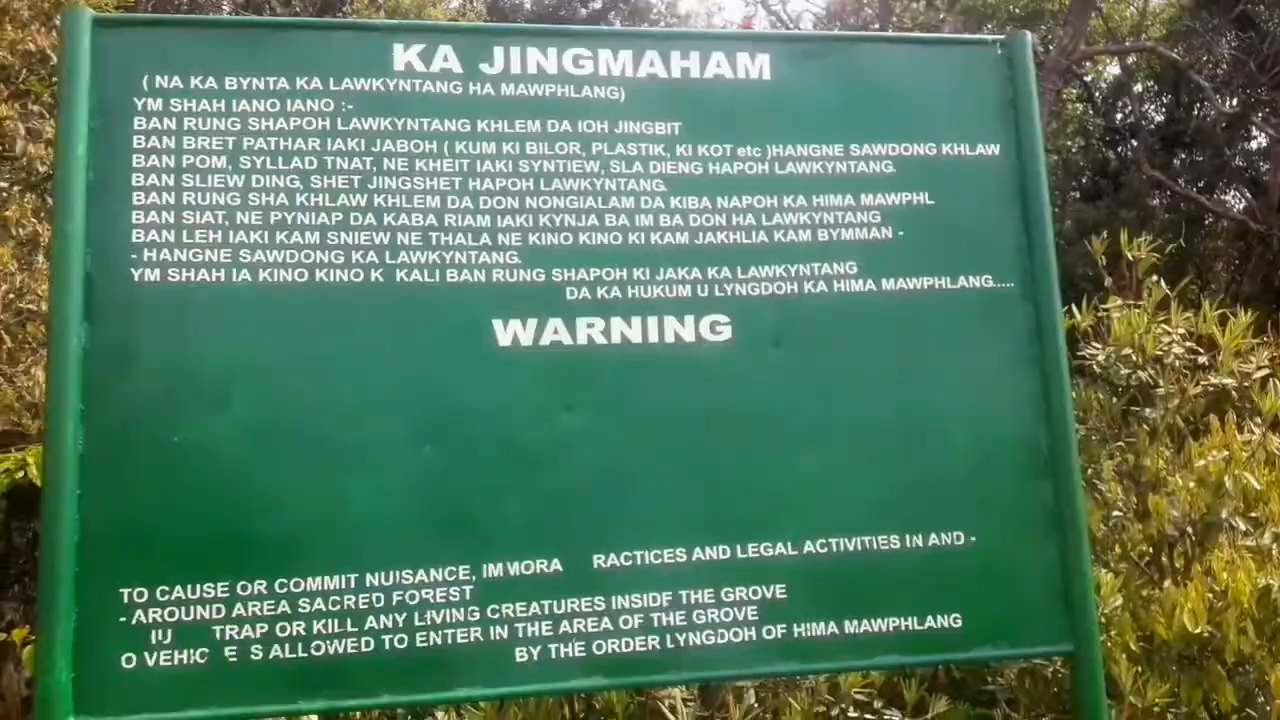 KA JINGMAHAM
( NA KA BYNTA KA LAWKYNTANG HA MAWPHLANG)
YM SHAH IANO IANO :-
BAN RUNG SHAPOH LAWKYNTANG KHLEM DA IOH JINGBIT
BAN BRET PATHAR IAKI JABOH ( KUM KI BILOR, PLASTIK, KI KOT etc )HANGNE SAWDONG KHLAW
BAN POM, SYLLAD TNAT, NE KHEIT IAKI SYNTIEW, SLA DIENG HAPOH LAWKYNTANG.
BAN SLIEW DING, SHET JINGSHET HAPOH LAWKYNTANG.
BAN RUNG SHA KHLAW KHLEM DA DON NONGIALAM DA KIBA NAPOH KA HIMA MAWPHL
BAN SIAT, NE PYNIAP DA KABA RIAM IAKI KYNJA BA IM BA DON HA LAWKYNTANG
BAN LEH IAKI KAM SNIEW NE THALA NE KINO KINO KI KAM JAKHLIA KAM BYMMAN -
- HANGNE SAWDONG KA LAWKYNTANG.
YM SHAH IA KINO KINO K KALI BAN RUNG SHAPOH KI JAKA KA LAWKYNTANG
DA KA HUKUM U LYNGDOH KA HIMA MAWPHLANG.....
WARNING
TO CAUSE OR COMMIT NUISANCE, IMMORA RACTICES AND LEGAL ACTIVITIES IN AND -
- AROUND AREA SACRED FOREST
TRAP OR KILL ANY LIVING CREATURES INSIDE THE GROVE
O VEHIC E S ALLOWED TO ENTER IN THE AREA OF THE GROVE
BY THE ORDER LYNGDOH OF HIMA MAWPHLANG